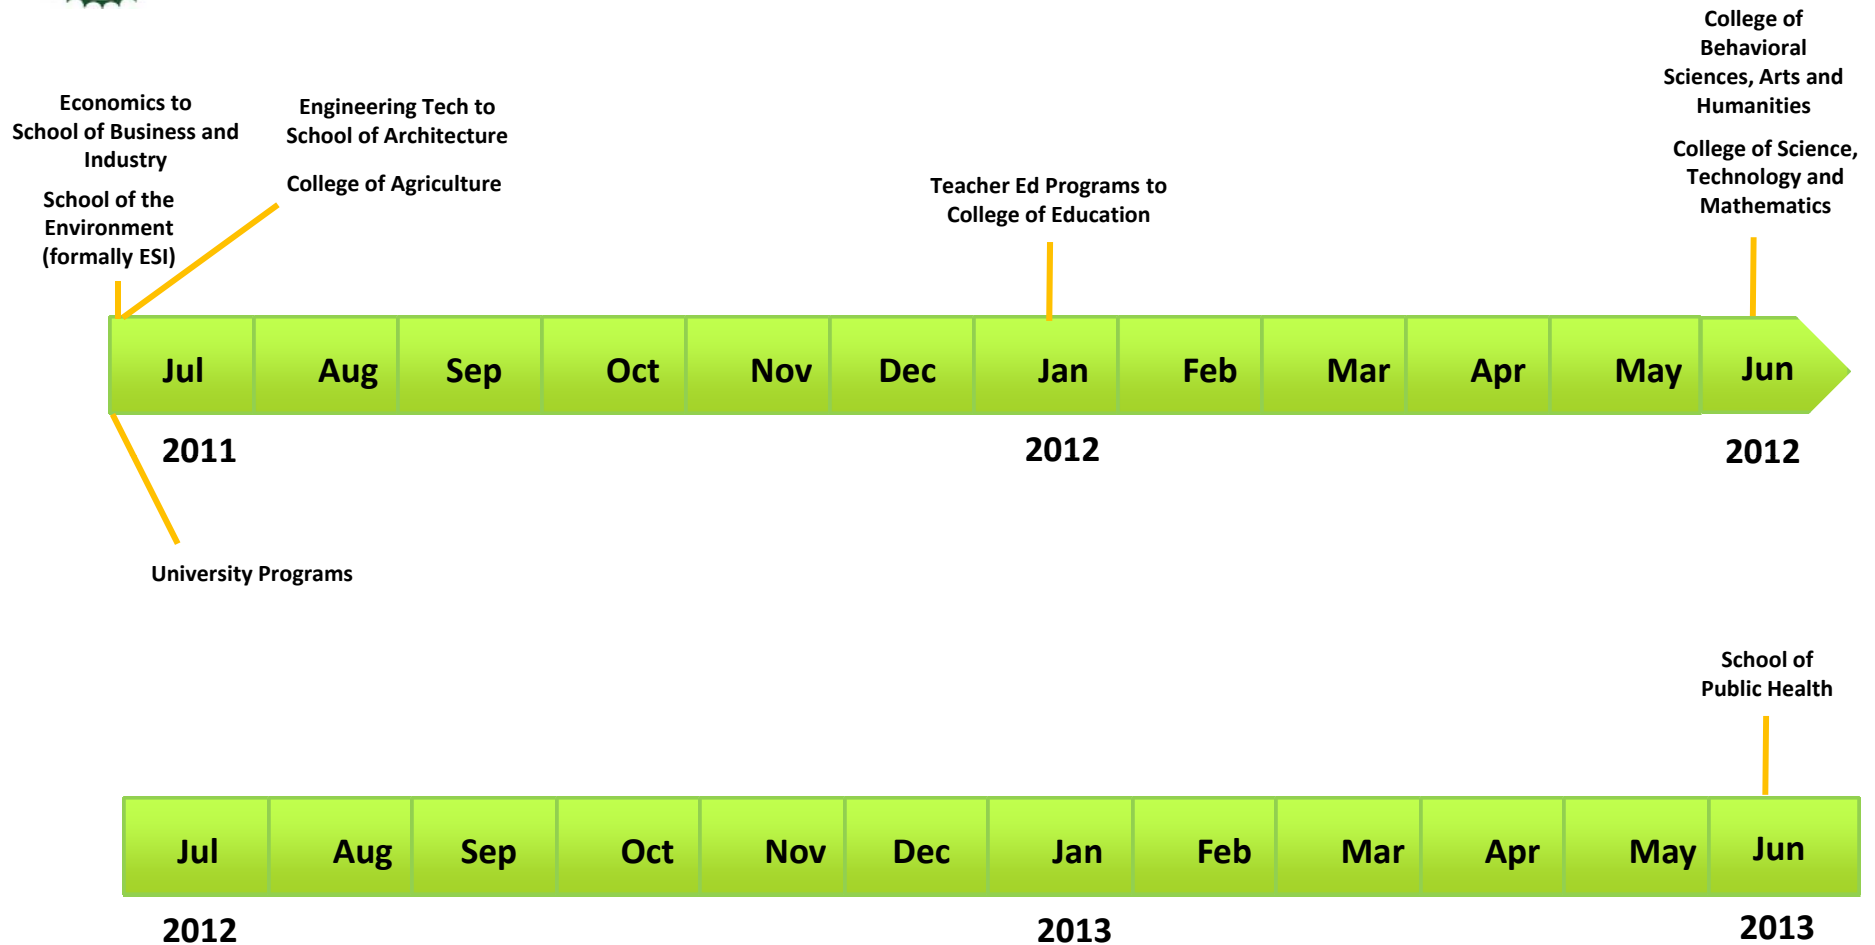 College of
Behavioral
Sciences, Arts and
Humanities
College of Science,
Technology and
Mathematics
Economics to
School of Business and
Industry
School of the
Environment
(formally ESI)
Engineering Tech to
School of Architecture
College of Agriculture
Teacher Ed Programs to
College of Education
Jul Aug Sep Oct Nov Dec Jan Feb Mar Apr May Jun
2011 2012 2012
University Programs
School of
Public Health
Jul Aug Sep Oct Nov Dec Jan Feb Mar Apr May Jun
2012 2013 2013